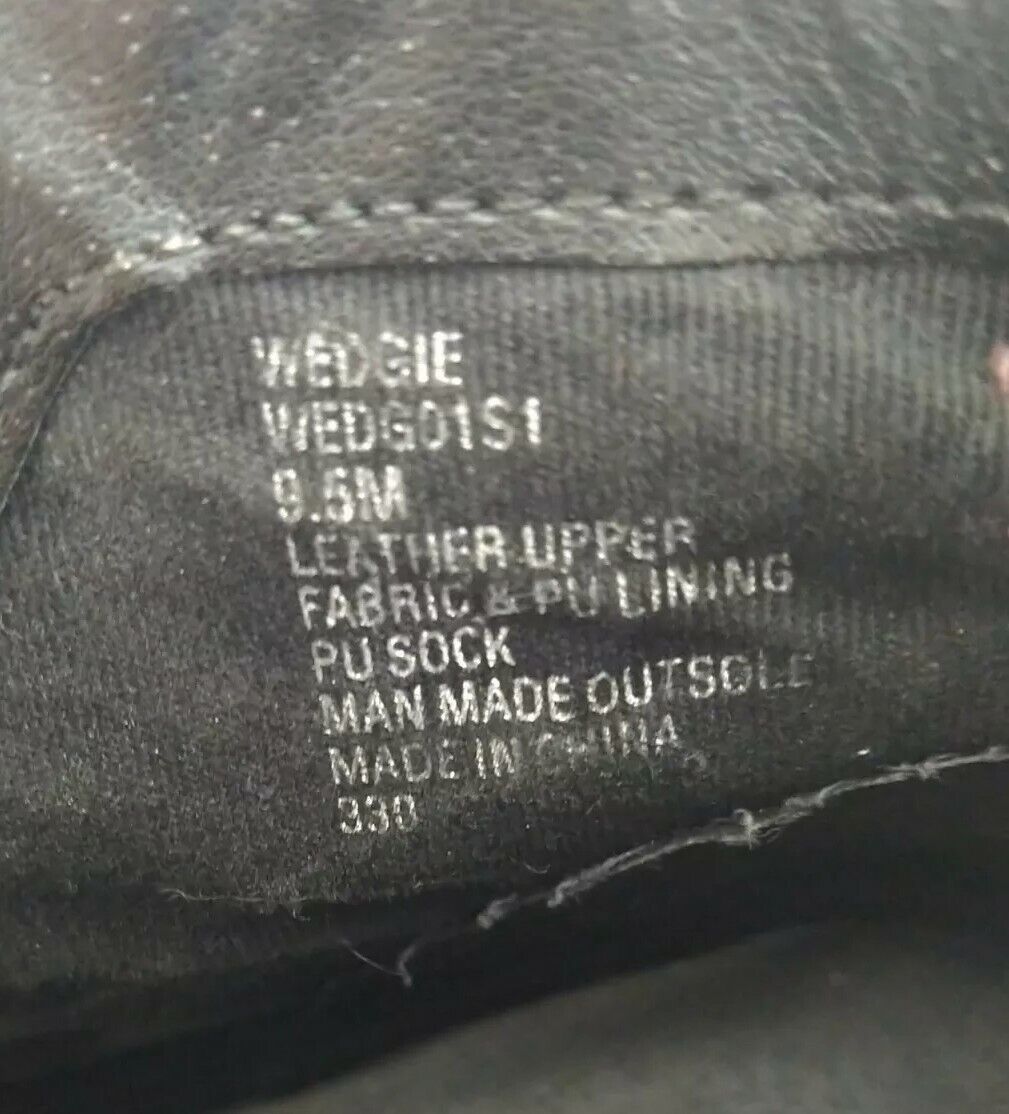 WEDGIE
WEDG01S1
9.5M
LEATHER UPPER
FABRIC & PU LINING
PU SOCK
MAN MADE OUTSOLE
MADE IN CHINA
330